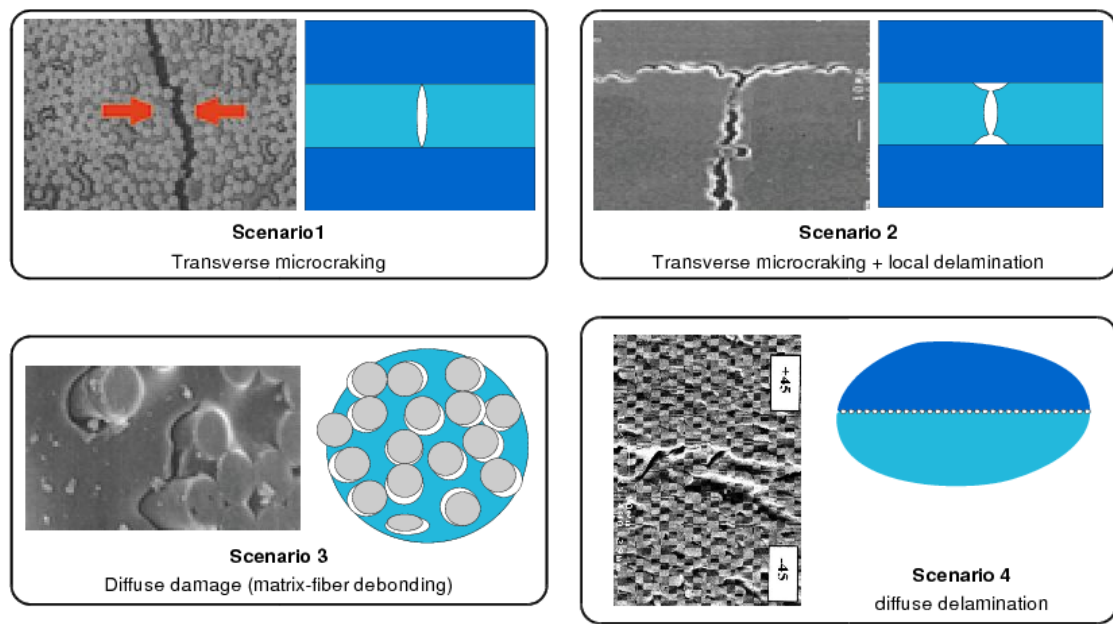 Scenario1
Transverse microcraking
10µm
Scenario 2
Transverse microcraking + local delamination
Scenario 3
Diffuse damage (matrix-fiber debonding)
+45
-45
Scenario 4
diffuse delamination